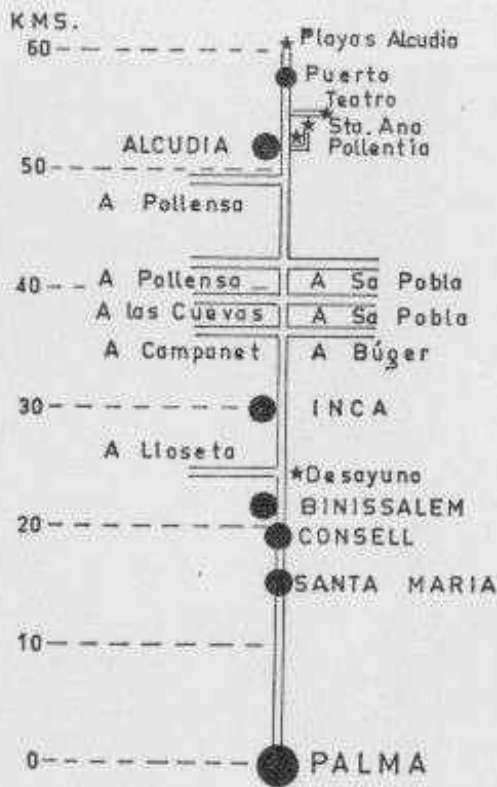 KMS.
60 Playas Alcudia
Puerto
Teatro
Sta. Ana
ALCUDIA Pollentia
50
A Pollensa
40 A Pollensa A Sa Pobla
A las Cuevas A Sa Pobla
A Campanet A Búger
30 INCA
A Lloseta
Desayuno
BINISSALEM
20
CONSELL
SANTA MARIA
10
0 PALMA